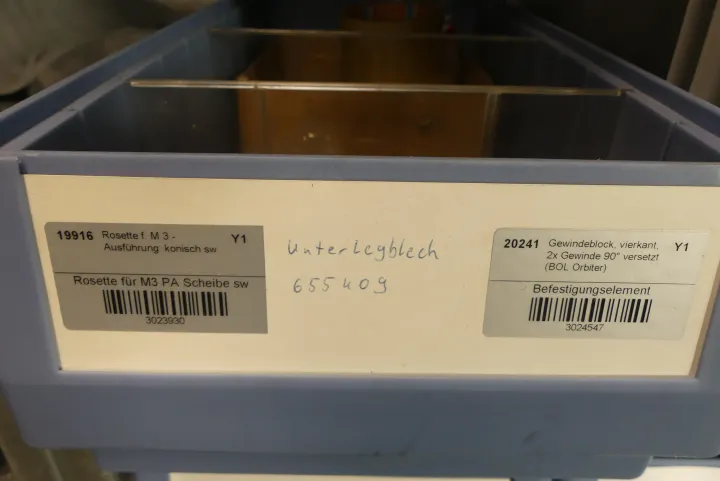 19916 Rosette f. M 3 - Y1
Ausführung: konisch sw
Rosette für M3 PA Scheibe sw
3023930
Unterlegblech
655409
20241 Gewindeblock, vierkant, Y1
2x Gewinde 90° versetzt
(BOL Orbiter)
Befestigungselement
3024547